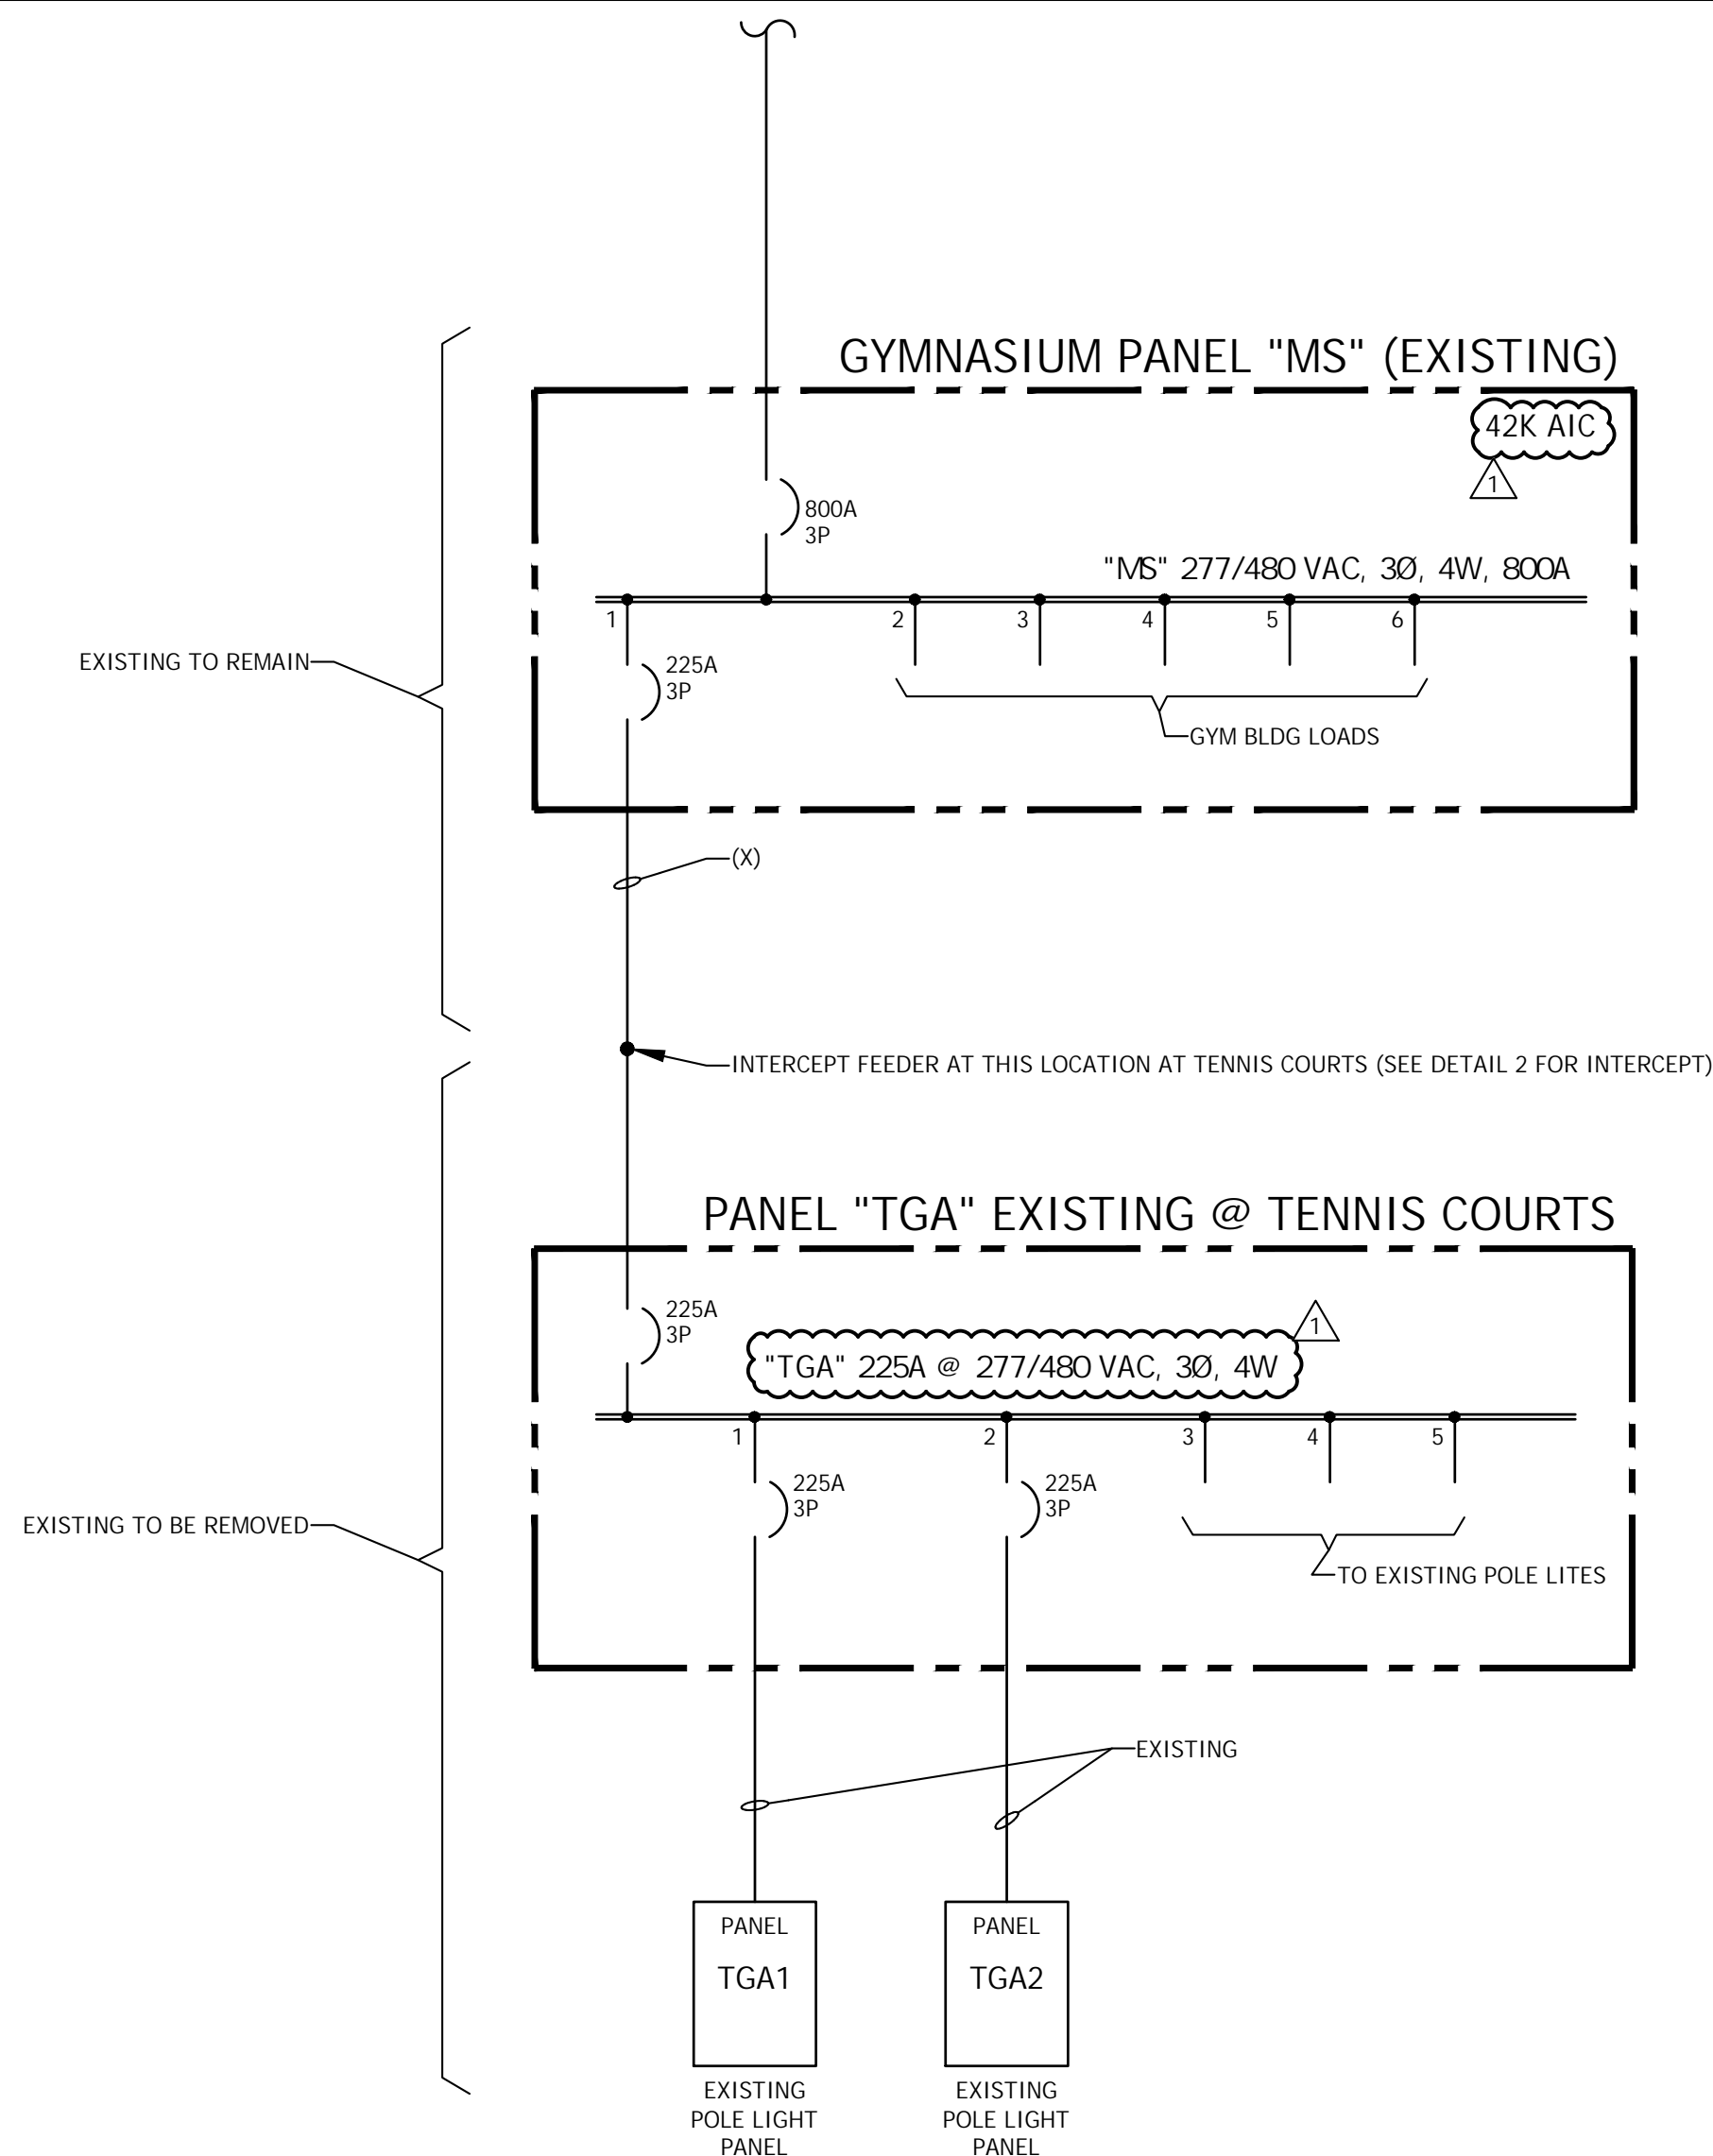 GYMNASIUM PANEL "MS" (EXISTING)
42K AIC
1
800A
3P
"MS" 277/480 VAC, 3Ø, 4W, 800A
1
2
3
4
5
6
225A
3P
EXISTING TO REMAIN
GYM BLDG LOADS
(X)
INTERCEPT FEEDER AT THIS LOCATION AT TENNIS COURTS (SEE DETAIL 2 FOR INTERCEPT)
PANEL "TGA" EXISTING @ TENNIS COURTS
225A
3P
1
"TGA" 225A @ 277/480 VAC, 3Ø, 4W
1
2
3
4
5
225A
3P
225A
3P
EXISTING TO BE REMOVED
TO EXISTING POLE LITES
EXISTING
PANEL
TGA1
PANEL
TGA2
EXISTING
POLE LIGHT
PANEL
EXISTING
POLE LIGHT
PANEL